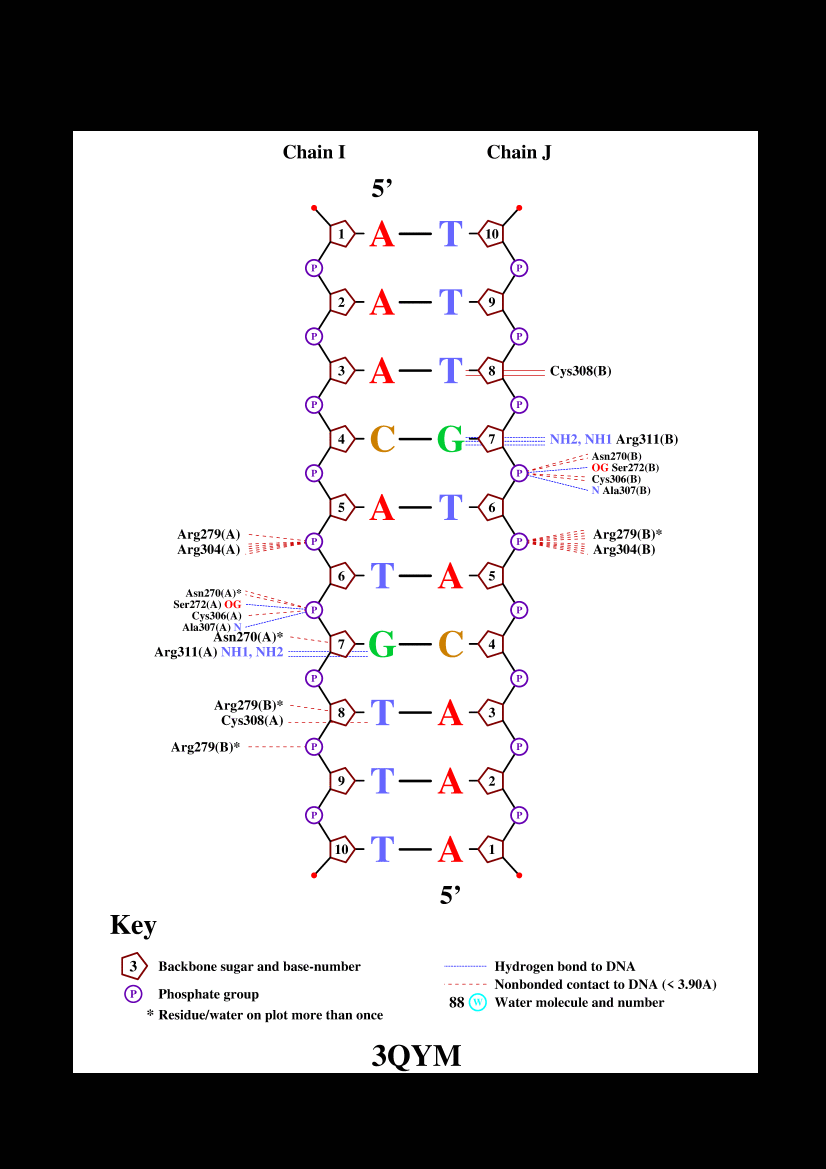 Chain I Chain J
5’
1 A T 10
P P
2 A T 9
P P
3 A T 8 Cys308(B)
P P
4 C G 7 NH2, NH1 Arg311(B)
Asn270(B)
OG Ser272(B)
P P
Cys306(B)
N Ala307(B)
5 A T 6
Arg279(A) P P Arg279(B)*
Arg304(A) Arg304(B)
6 T A 5
Asn270(A)*
Ser272(A) OG P P
Cys306(A)
Ala307(A) N
Asn270(A)*
7 G C 4
Arg311(A) NH1, NH2
P P
Arg279(B)*
8 T A 3
Cys308(A)
Arg279(B)* P P
9 T A 2
P P
10 T A 1
5’
Key
3 Backbone sugar and base-number
P Phosphate group
* Residue/water on plot more than once
Hydrogen bond to DNA
Nonbonded contact to DNA (< 3.90A)
88 W Water molecule and number
3QYM